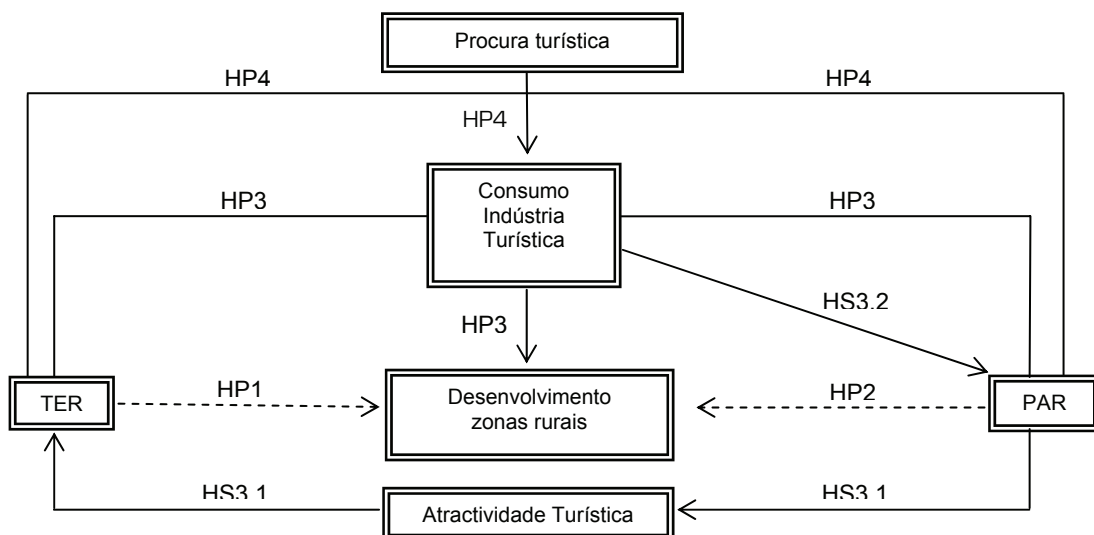 Procura turística
HP4
HP4
HP4
Consumo
Indústria
Turística
HP3
HP3
HS3.2
HP3
TER
HP1
Desenvolvimento
zonas rurais
HP2
PAR
HS3.1
Atractividade Turística
HS3.1